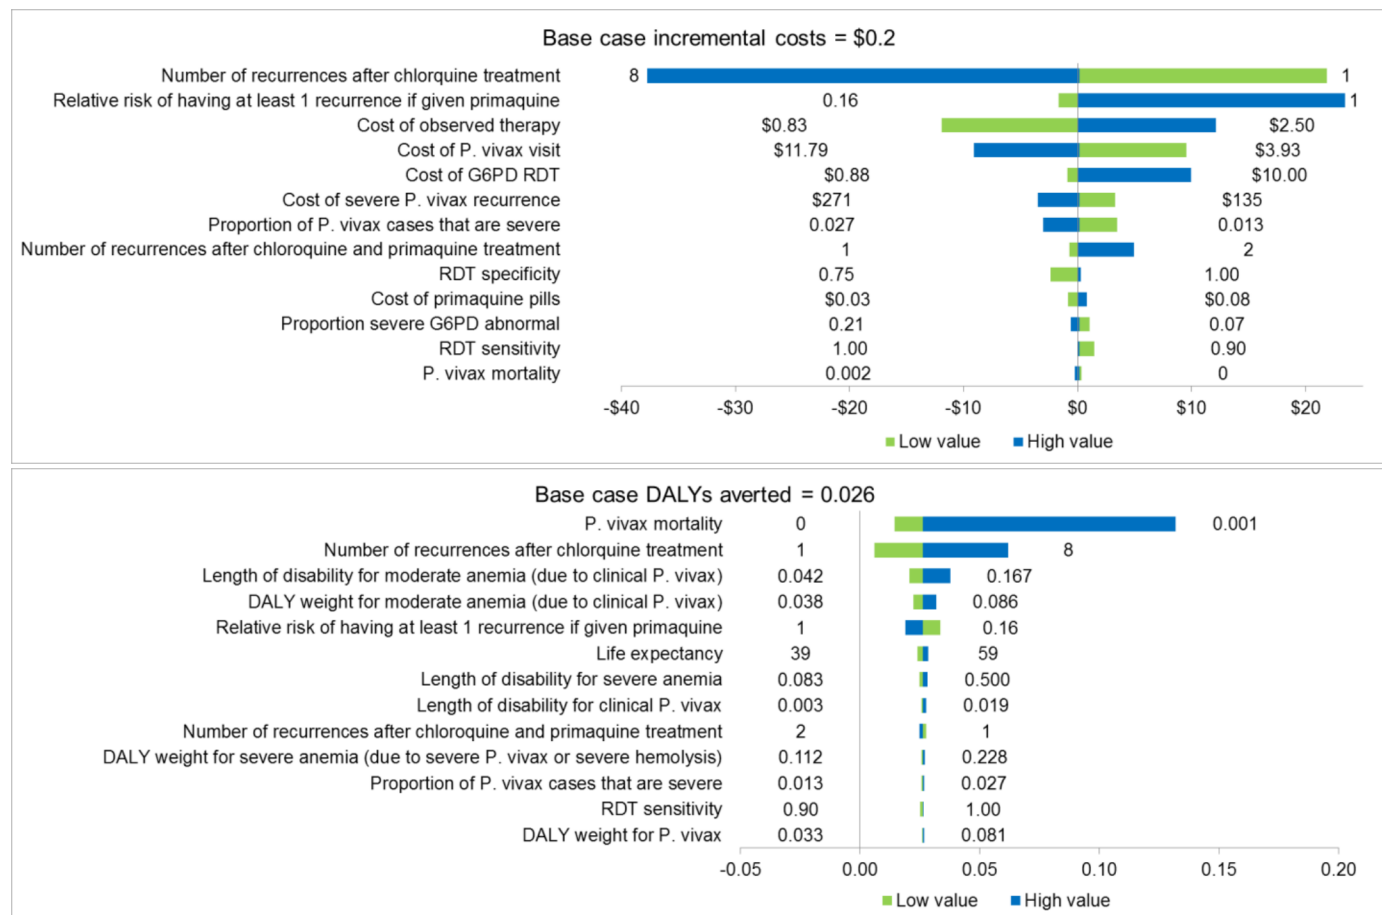 Base case incremental costs = $0.2
Number of recurrences after chlorquine treatment 8 1
Relative risk of having at least 1 recurrence if given primaquine 0.16 1
Cost of observed therapy $0.83 $2.50
Cost of P. vivax visit $11.79 $3.93
Cost of G6PD RDT $0.88 $10.00
Cost of severe P. vivax recurrence $271 $135
Proportion of P. vivax cases that are severe 0.027 0.013
Number of recurrences after chloroquine and primaquine treatment 1 2
RDT specificity 0.75 1.00
Cost of primaquine pills $0.03 $0.08
Proportion severe G6PD abnormal 0.21 0.07
RDT sensitivity 1.00 0.90
P. vivax mortality 0.002 0
-$40 -$30 -$20 -$10 $0 $10 $20
Low value High value
Base case DALYs averted = 0.026
P. vivax mortality 0 0.001
Number of recurrences after chlorquine treatment 1 8
Length of disability for moderate anemia (due to clinical P. vivax) 0.042 0.167
DALY weight for moderate anemia (due to clinical P. vivax) 0.038 0.086
Relative risk of having at least 1 recurrence if given primaquine 1 0.16
Life expectancy 39 59
Length of disability for severe anemia 0.083 0.500
Length of disability for clinical P. vivax 0.003 0.019
Number of recurrences after chloroquine and primaquine treatment 2 1
DALY weight for severe anemia (due to severe P. vivax or severe hemolysis) 0.112 0.228
Proportion of P. vivax cases that are severe 0.013 0.027
RDT sensitivity 0.90 1.00
DALY weight for P. vivax 0.033 0.081
-0.05 0.00 0.05 0.10 0.15 0.20
Low value High value